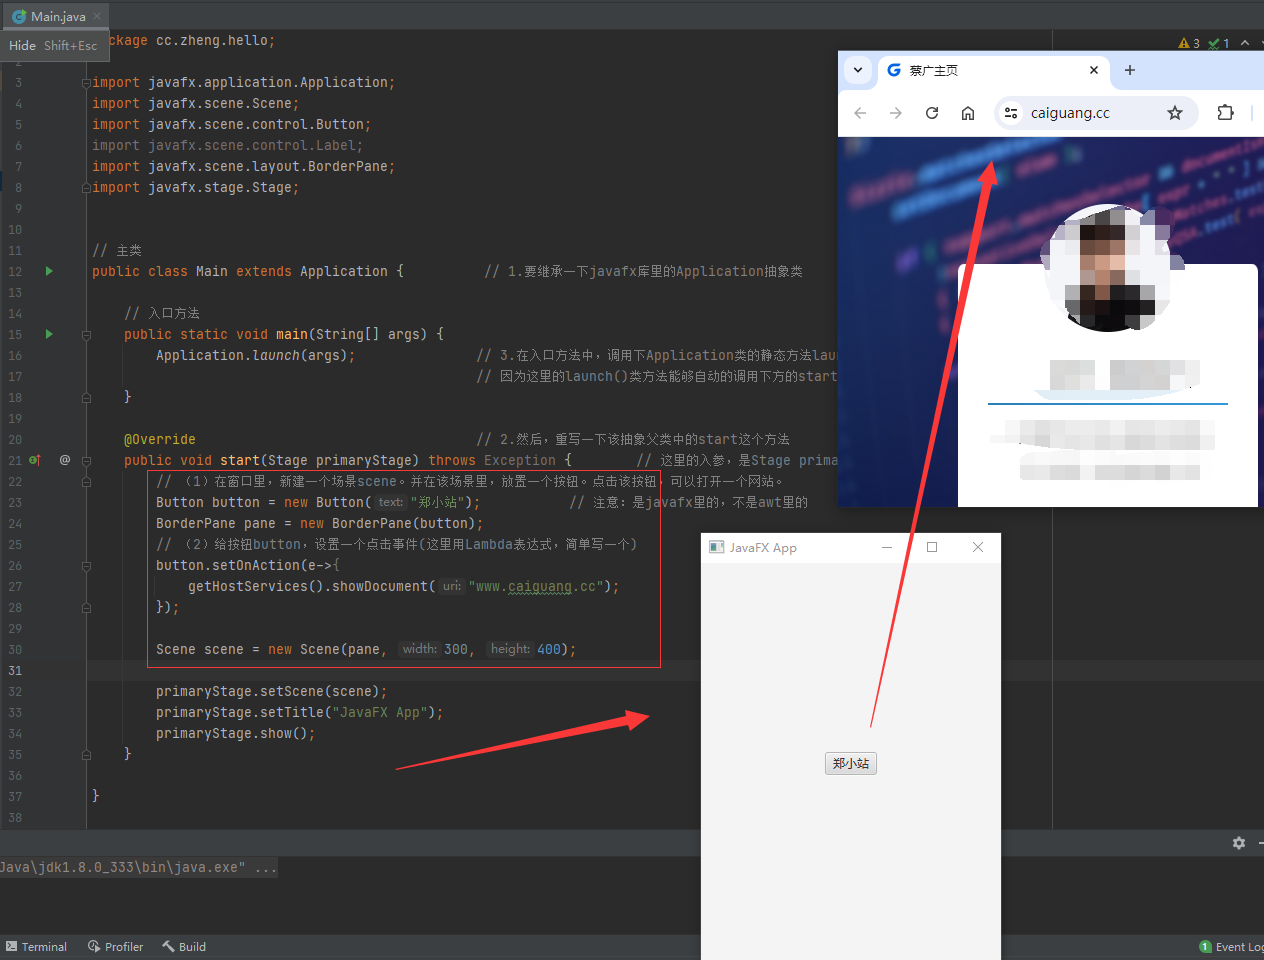 Main.java
Hide Shift+Esc
ckage cc.zheng.hello;
3 1
2
3 import javafx.application.Application;
4 import javafx.scene.Scene;
5 import javafx.scene.control.Button;
6 import javafx.scene.control.Label;
7 import javafx.scene.layout.BorderPane;
8 import javafx.stage.Stage;
9
10
11 // 主类
12 public class Main extends Application { // 1.要继承一下javafx库里的Application抽象类
13
14 // 入口方法
15 public static void main(String[] args) {
16 Application.launch(args); // 3.在入口方法中，调用下Application类的静态方法laun
17 // 因为这里的launch()类方法能够自动的调用下方的start
18 }
19
20 @Override // 2.然后，重写一下该抽象父类中的start这个方法
21 @ public void start(Stage primaryStage) throws Exception { // 这里的入参，是Stage prima
22 // （1）在窗口里，新建一个场景scene。并在该场景里，放置一个按钮。点击该按钮，可以打开一个网站。
23 Button button = new Button( text: "郑小站"); // 注意：是javafx里的，不是awt里的
24 BorderPane pane = new BorderPane(button);
25 // （2）给按钮button，设置一个点击事件(这里用Lambda表达式，简单写一个)
26 button.setOnAction(e->{
27 getHostServices().showDocument( uri: "www.caiguang.cc");
28 });
29
30 Scene scene = new Scene(pane, width: 300, height: 400);
31
32 primaryStage.setScene(scene);
33 primaryStage.setTitle("JavaFX App");
34 primaryStage.show();
35 }
36
37 }
38
蔡广主页
caiguang.cc
JavaFX App
郑小站
Java\jdk1.8.0_333\bin\java.exe" ...
Terminal Profiler Build
1 Event Log